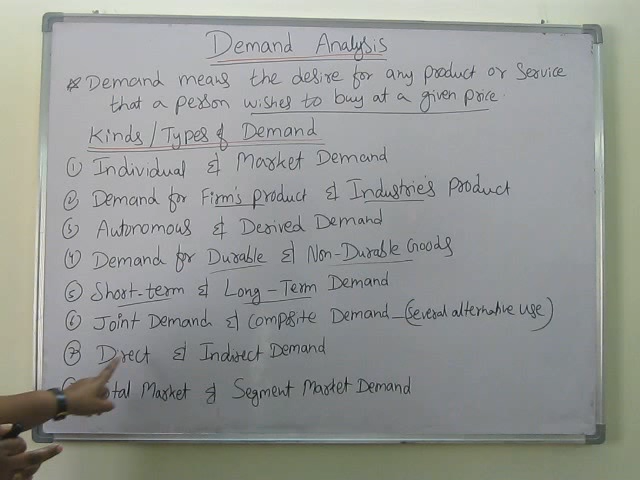 Demand Analysis
* Demand means the desire for any product or Service
that a person wishes to buy at a given price.
Kinds/Types of Demand
① Individual & Market Demand
② Demand for Firm's product & Industries product
③ Autonomous & Derived Demand
④ Demand for Durable & Non-Durable Goods
⑤ Short-term & Long-Term Demand
⑥ Joint Demand & Composite Demand - (several alternative use)
⑦ Direct & Indirect Demand
Market & Segment Market Demand